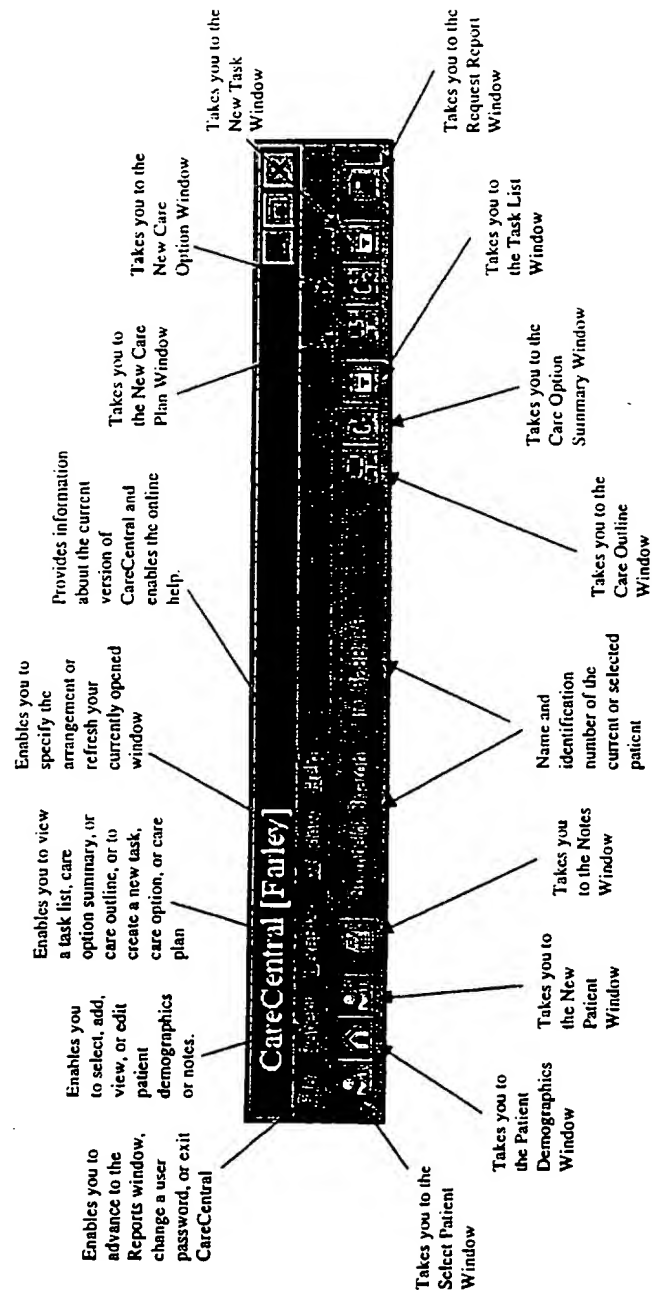 Enables you to
advance to the
Reports window,
change a user
password, or exit
CareCentral
Enables you
to select, add,
view, or edit
patient
demographics
or notes.
Enables you to view
a task list, care
option summary, or
care outline, or to
create a new task,
care option, or care
plan
Enables you to
specify the
arrangement or
refresh your
currently opened
window
Provides information
about the current
version of
CareCentral and
enables the online
help.
Takes you to
the New Care
Plan Window
Takes you to the
New Care
Option Window
Takes you to the
New Task
Window
CareCentral [Farley]
Takes you to the
Select Patient
Window
Takes you to
the Patient
Demographics
Window
Takes you to
the New
Patient
Window
Takes you
to the Notes
Window
Name and
identification
number of the
current or selected
patient
Takes you to the
Care Outline
Window
Takes you to the
Care Option
Summary Window
Takes you to
the Task List
Window
Takes you to the
Request Report
Window